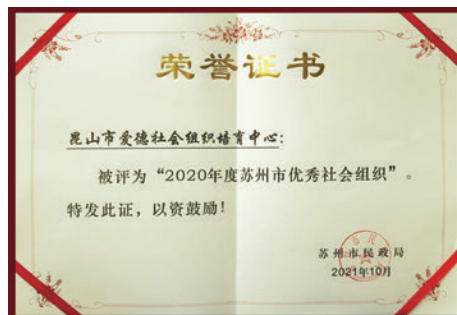 荣誉证书
昆山市爱德社会组织培育中心:
被评为“2020年度苏州市优秀社会组织”。
特发此证，以资鼓励!
苏州市民政局
2021年10月